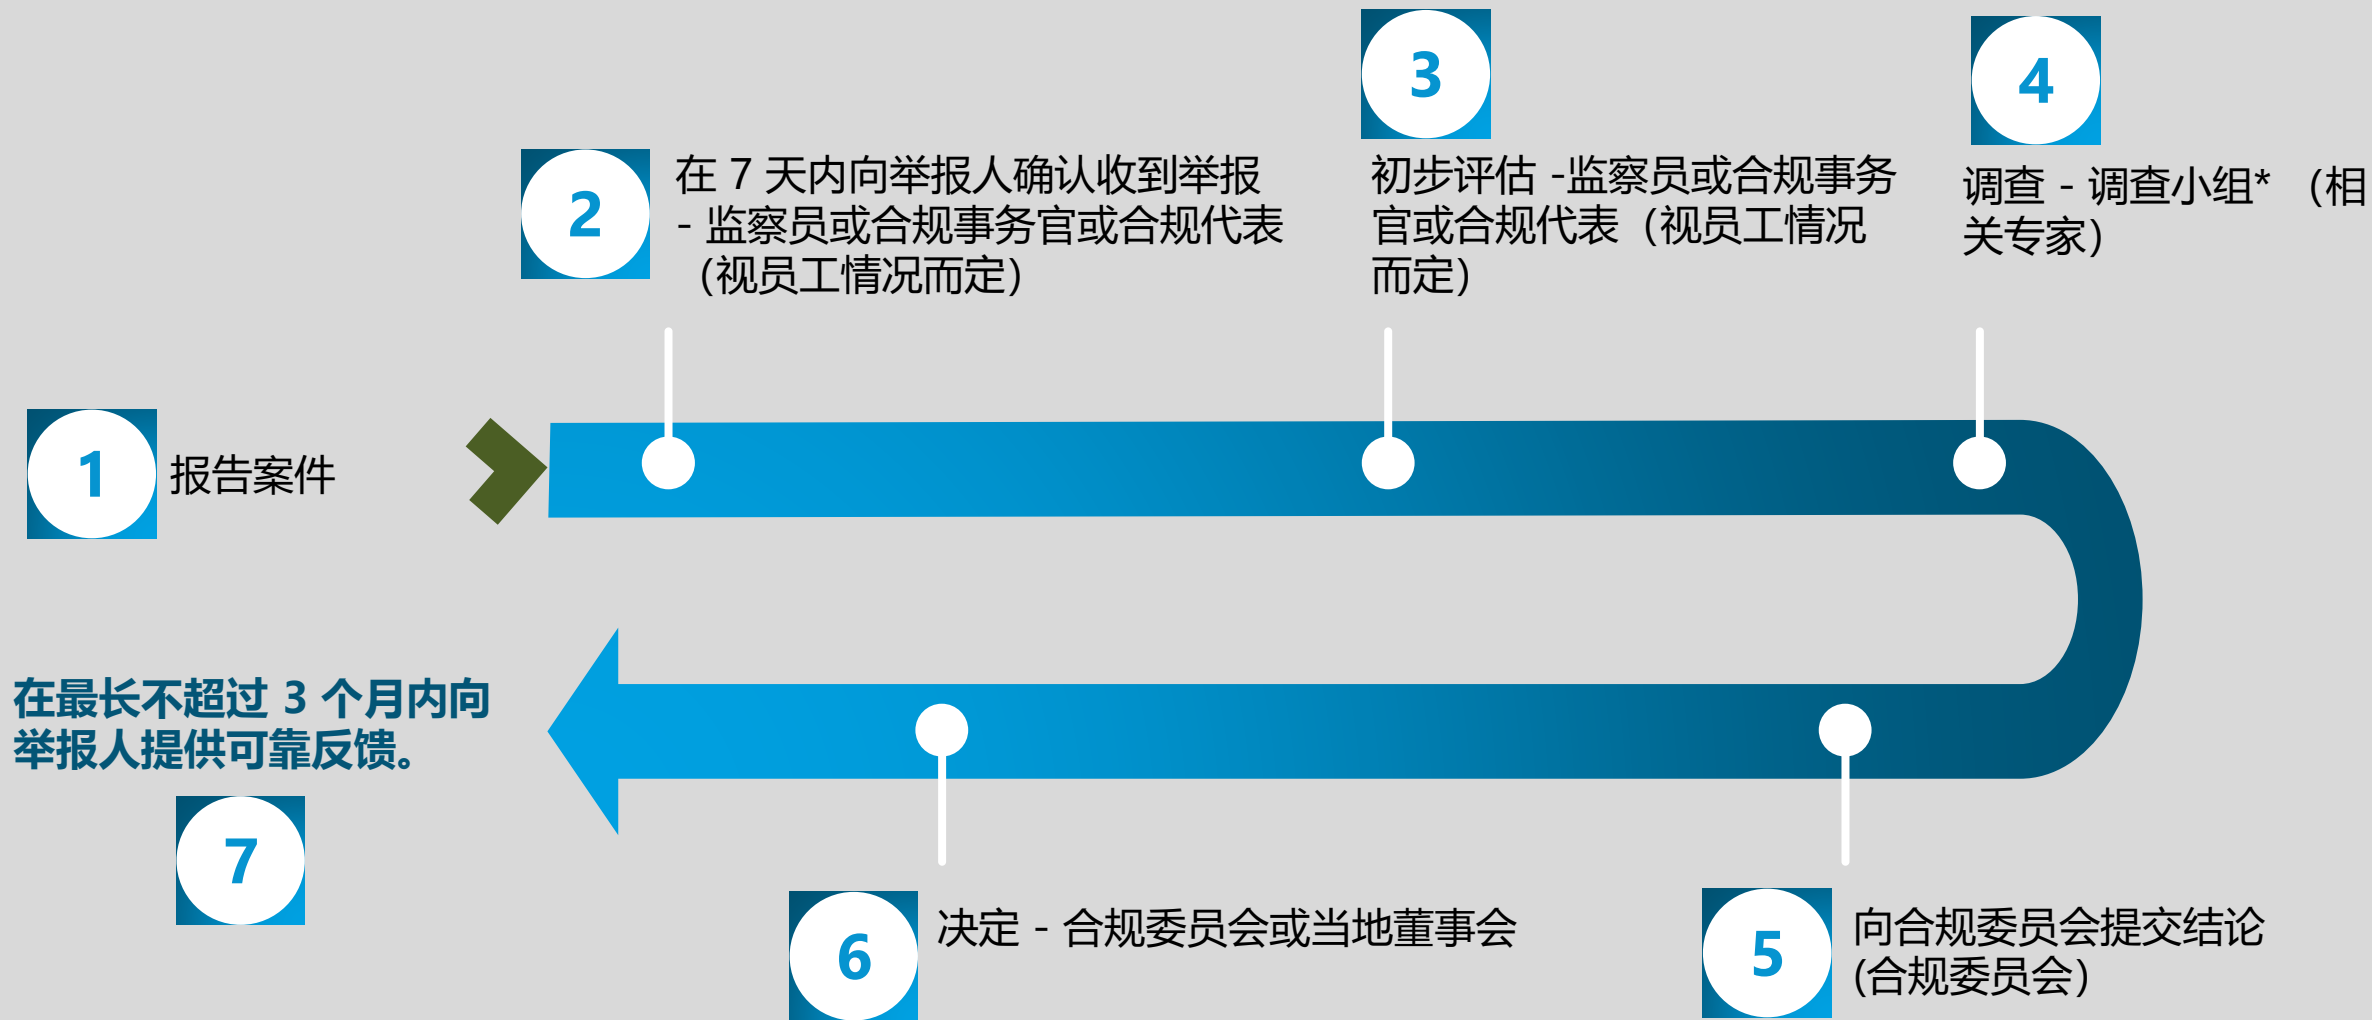 1
报告案件
2
在 7 天内向举报人确认收到举报
- 监察员或合规事务官或合规代表
（视员工情况而定）
3
初步评估 -监察员或合规事务
官或合规代表（视员工情况
而定）
4
调查 - 调查小组* （相
关专家）
5
向合规委员会提交结论
(合规委员会）
6
决定 - 合规委员会或当地董事会
在最长不超过 3 个月内向
举报人提供可靠反馈。
7